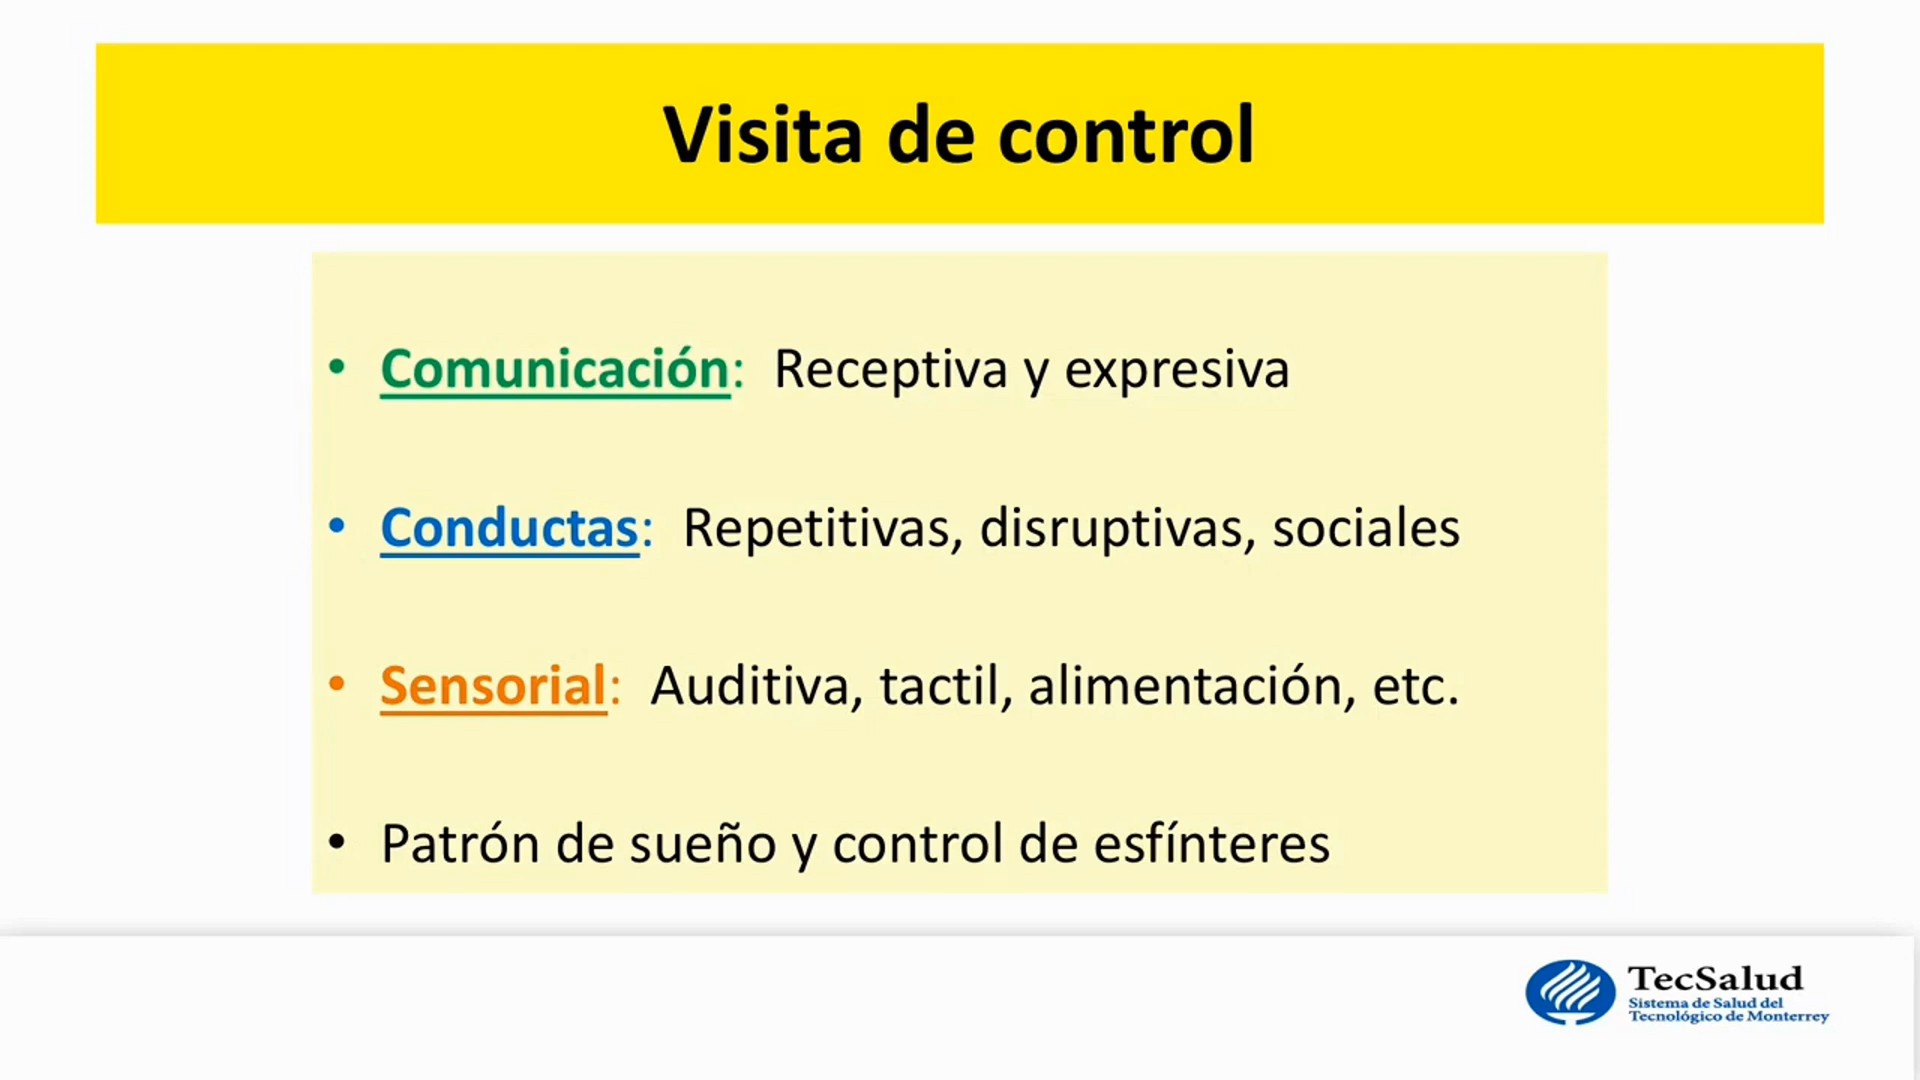 Visita de control
• Comunicación: Receptiva y expresiva
• Conductas: Repetitivas, disruptivas, sociales
• Sensorial: Auditiva, tactil, alimentación, etc.
• Patrón de sueño y control de esfínteres
TecSalud
Sistema de Salud del
Tecnológico de Monterrey